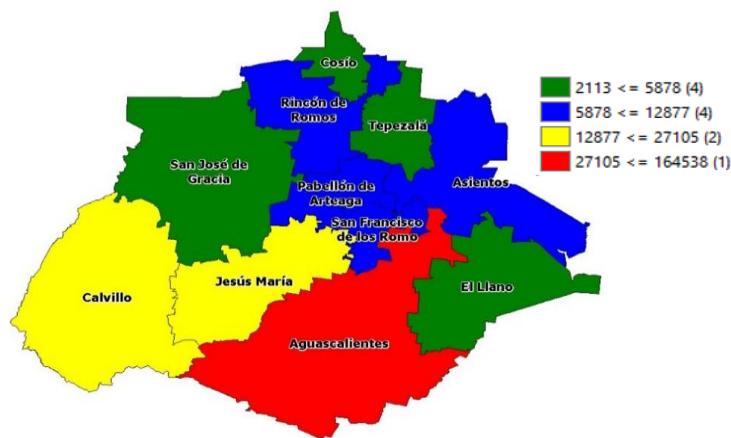 Cosío
Rincón de
Romos
Tepezalá
San José de
Gracia
Asientos
Pabellón de
Arteaga
San Francisco
de los Romo
Jesús María
El Llano
Calvillo
Aguascalientes
2113 <= 5878 (4)
5878 <= 12877 (4)
12877 <= 27105 (2)
27105 <= 164538 (1)